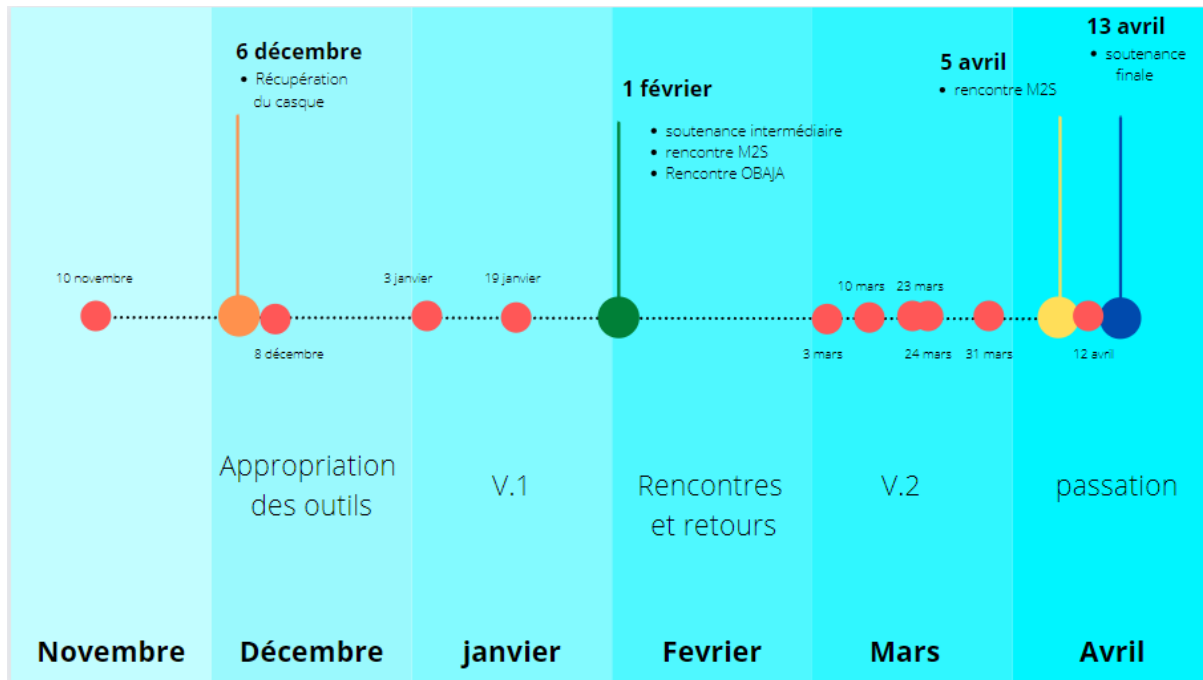 13 avril
• soutenance
finale
6 décembre
• Récupération
du casque
5 avril
• rencontre M2S
1 février
• soutenance intermédiaire
• rencontre M2S
• Rencontre OBAJA
10 novembre
3 janvier
19 janvier
10 mars
23 mars
8 décembre
3 mars
24 mars
31 mars
12 avril
Appropriation
des outils
V.1
Rencontres
et retours
V.2
passation
Novembre
Décembre
janvier
Fevrier
Mars
Avril